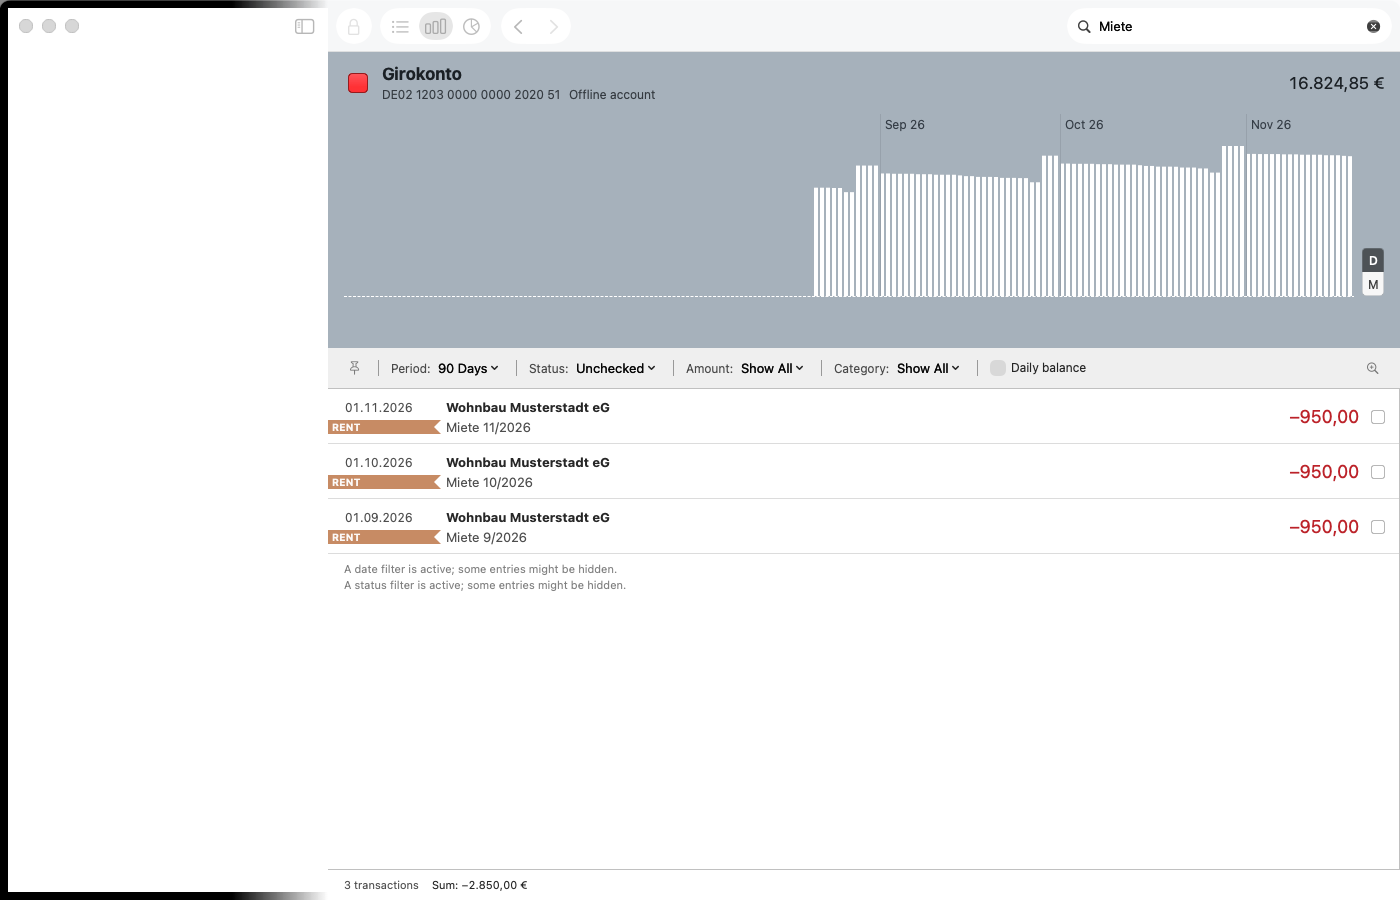 Miete
Girokonto
16.824,85 €
DE02 1203 0000 0000 2020 51 Offline account
Sep 26 Oct 26 Nov 26
D
M
Period: 90 Days Status: Unchecked Amount: Show All Category: Show All Daily balance
01.11.2026 Wohnbau Musterstadt eG
−950,00
RENT Miete 11/2026
01.10.2026 Wohnbau Musterstadt eG
−950,00
RENT Miete 10/2026
01.09.2026 Wohnbau Musterstadt eG
−950,00
RENT Miete 9/2026
A date filter is active; some entries might be hidden.
A status filter is active; some entries might be hidden.
3 transactions Sum: −2.850,00 €